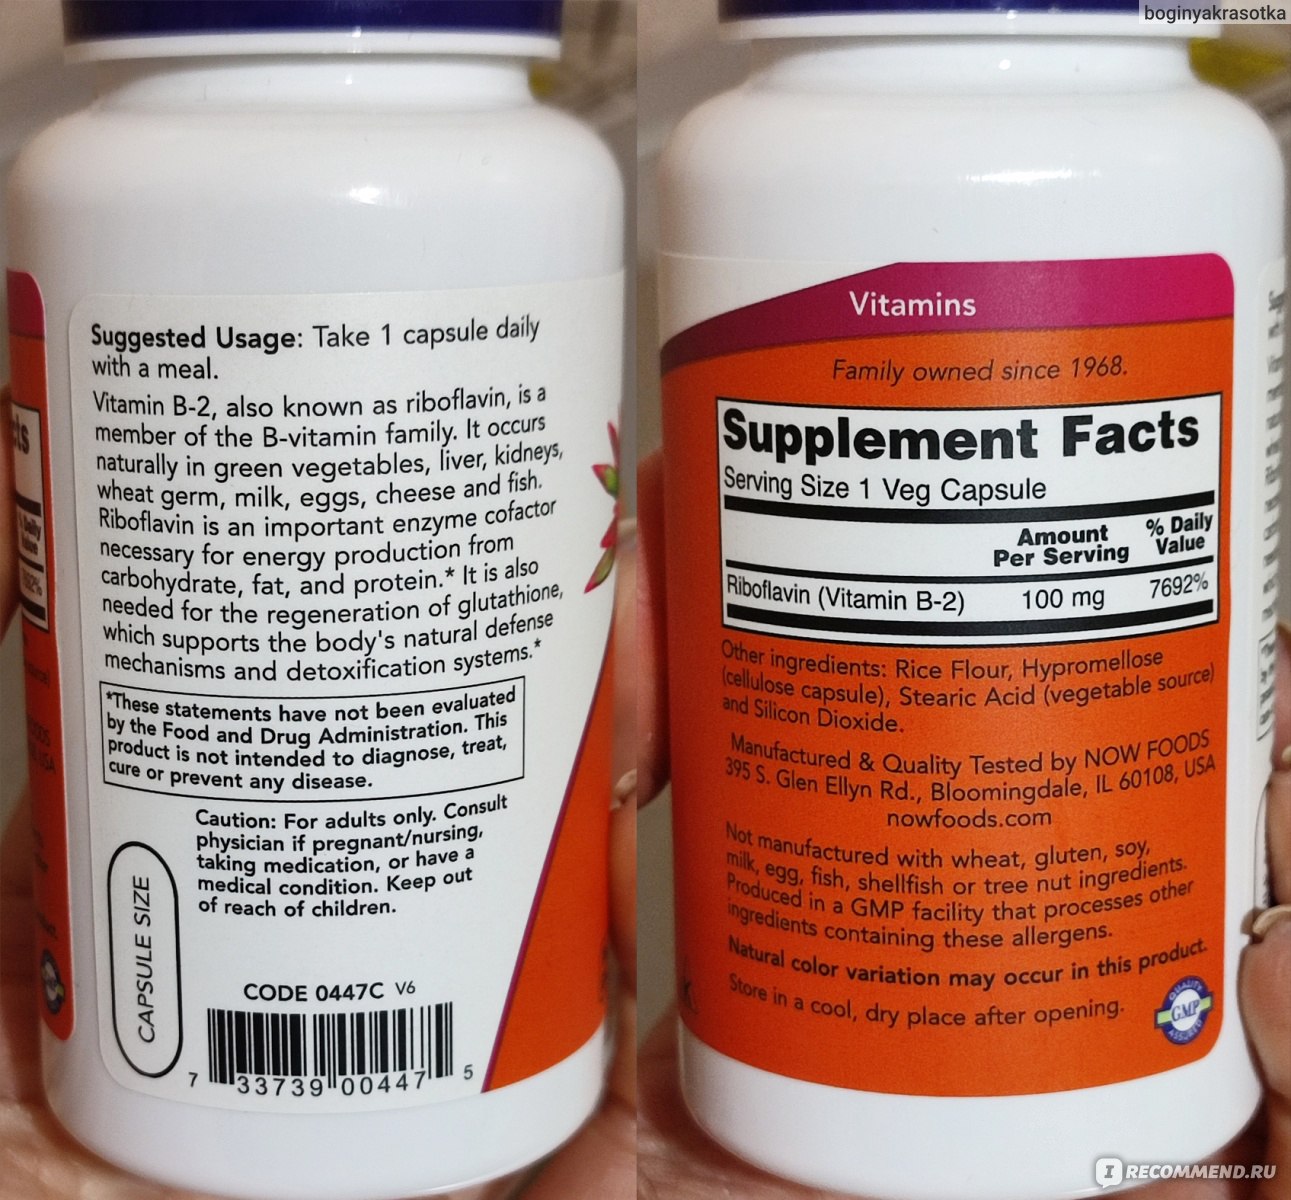 boginyakrasotka
Suggested Usage: Take 1 capsule daily
with a meal.
Vitamin B-2, also known as riboflavin, is a
member of the B-vitamin family. It occurs
naturally in green vegetables, liver, kidneys,
wheat germ, milk, eggs, cheese and fish.
Riboflavin is an important enzyme cofactor
necessary for energy production from
carbohydrate, fat, and protein.* It is also
needed for the regeneration of glutathione,
which supports the body's natural defense
mechanisms and detoxification systems.*
*These statements have not been evaluated
by the Food and Drug Administration. This
product is not intended to diagnose, treat,
cure or prevent any disease.
Caution: For adults only. Consult
physician if pregnant/nursing,
taking medication, or have a
medical condition. Keep out
of reach of children.
CAPSULE SIZE
CODE 0447C V6
7 33739 00447 5
Vitamins
Family owned since 1968.
Supplement Facts
Serving Size 1 Veg Capsule
Amount
Per Serving
% Daily
Value
Riboflavin (Vitamin B-2) 100 mg 7692%
Other ingredients: Rice Flour, Hypromellose
(cellulose capsule), Stearic Acid (vegetable source)
and Silicon Dioxide.
Manufactured & Quality Tested by NOW FOODS
395 S. Glen Ellyn Rd., Bloomingdale, IL 60108, USA
nowfoods.com
Not manufactured with wheat, gluten, soy,
milk, egg, fish, shellfish or tree nut ingredients.
Produced in a GMP facility that processes other
ingredients containing these allergens.
Natural color variation may occur in this product.
Store in a cool, dry place after opening.
QUALITY
GMP
ASSURED
I RECOMMEND.RU